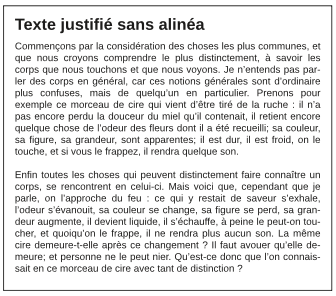 Texte justifié sans alinéa
Commençons par la considération des choses les plus communes, et
que nous croyons comprendre le plus distinctement, à savoir les
corps que nous touchons et que nous voyons. Je n'entends pas par-
ler des corps en général, car ces notions générales sont d'ordinaire
plus confuses, mais de quelqu'un en particulier. Prenons pour
exemple ce morceau de cire qui vient d'être tiré de la ruche : il n'a
pas encore perdu la douceur du miel qu'il contenait, il retient encore
quelque chose de l'odeur des fleurs dont il a été recueilli; sa couleur,
sa figure, sa grandeur, sont apparentes; il est dur, il est froid, on le
touche, et si vous le frappez, il rendra quelque son.
Enfin toutes les choses qui peuvent distinctement faire connaître un
corps, se rencontrent en celui-ci. Mais voici que, cependant que je
parle, on l'approche du feu : ce qui y restait de saveur s'exhale,
l'odeur s'évanouit, sa couleur se change, sa figure se perd, sa gran-
deur augmente, il devient liquide, il s'échauffe, à peine le peut-on tou-
cher, et quoiqu'on le frappe, il ne rendra plus aucun son. La même
cire demeure-t-elle après ce changement ? Il faut avouer qu'elle de-
meure; et personne ne le peut nier. Qu'est-ce donc que l'on connais-
sait en ce morceau de cire avec tant de distinction ?